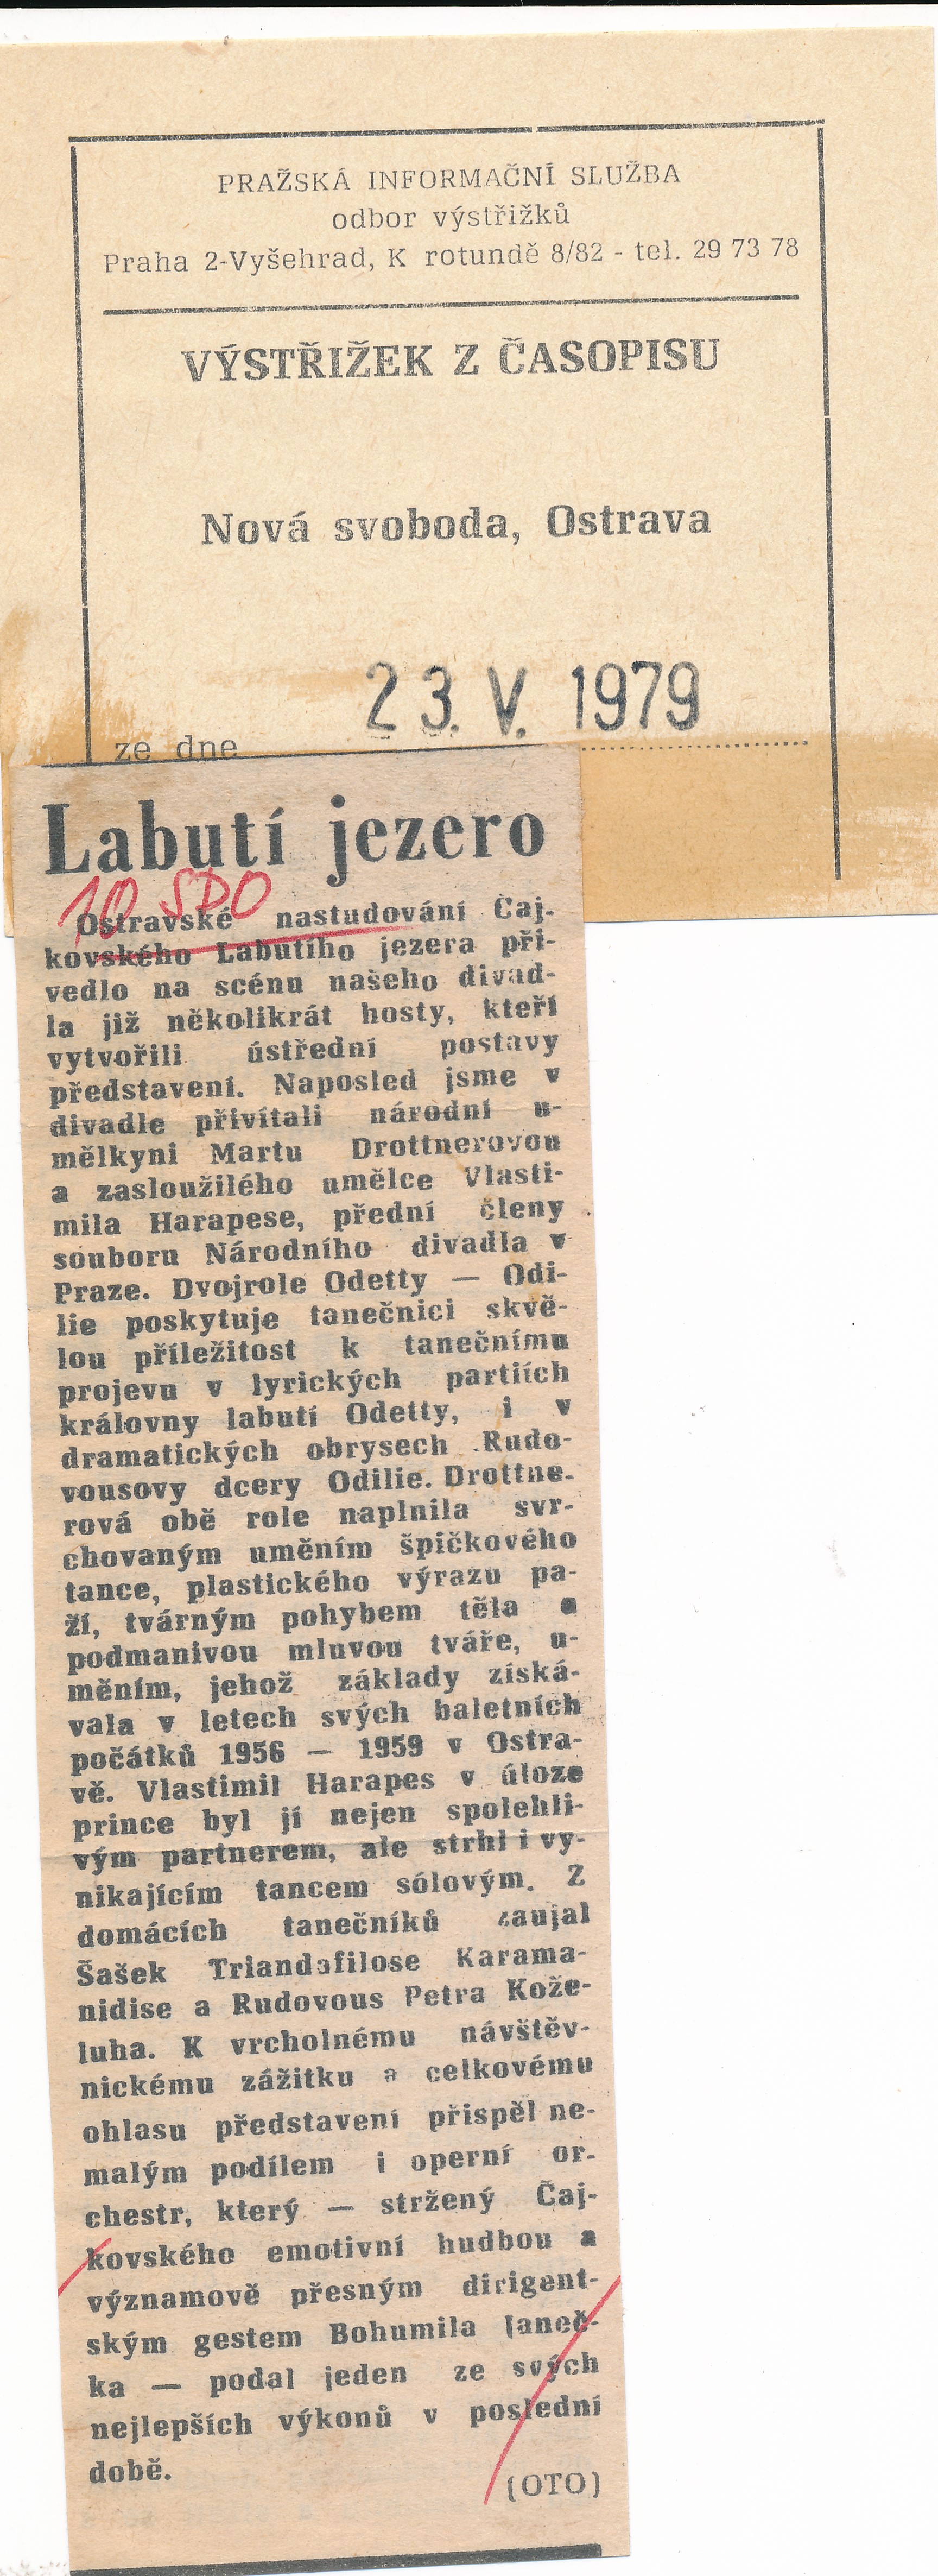 PRAŽSKÁ INFORMAČNÍ SLUŽBA
odbor výstřižků
Praha 2-Vyšehrad, K rotundě 8/82 - tel. 29 73 78
VÝSTŘIŽEK Z ČASOPISU
Nová svoboda, Ostrava
23. V. 1979
ze dne
Labutí jezero
10 SDO
Ostravské nastudování Čaj-
kovského Labutího jezera při-
vedlo na scénu našeho divad-
la již několikrát hosty, kteří
vytvořili ústřední postavy
představení. Naposled jsme v
divadle přivítali národní u-
mělkyni Martu Drottnerovou
a zasloužilého umělce Vlasti-
mila Harapese, přední členy
souboru Národního divadla v
Praze. Dvojrole Odetty — Odi-
lie poskytuje tanečnici skvě-
lou příležitost k tanečnímu
projevu v lyrických partiích
královny labutí Odetty, i v
dramatických obrysech Rudo-
vousovy dcery Odilie. Drottne-
rová obě role naplnila svr-
chovaným uměním špičkového
tance, plastického výrazu pa-
ží, tvárným pohybem těla a
podmanivou mluvou tváře, u-
měním, jehož základy získá-
vala v letech svých baletních
počátků 1956 — 1959 v Ostra-
vě. Vlastimil Harapes v úloze
prince byl jí nejen spolehli-
vým partnerem, ale strhl i vy-
nikajícím tancem sólovým. Z
domácích tanečníků zaujal
Šašek Triandafilose Karama-
nidise a Rudovous Petra Kože-
luha. K vrcholnému návštěv-
nickému zážitku a celkovému
ohlasu představení přispěl ne-
malým podílem i operní or-
chestr, který — stržený Čaj-
kovského emotivní hudbou a
významově přesným dirigent-
ským gestem Bohumila Janeč-
ka — podal jeden ze svých
nejlepších výkonů v poslední
době.
(OTO)